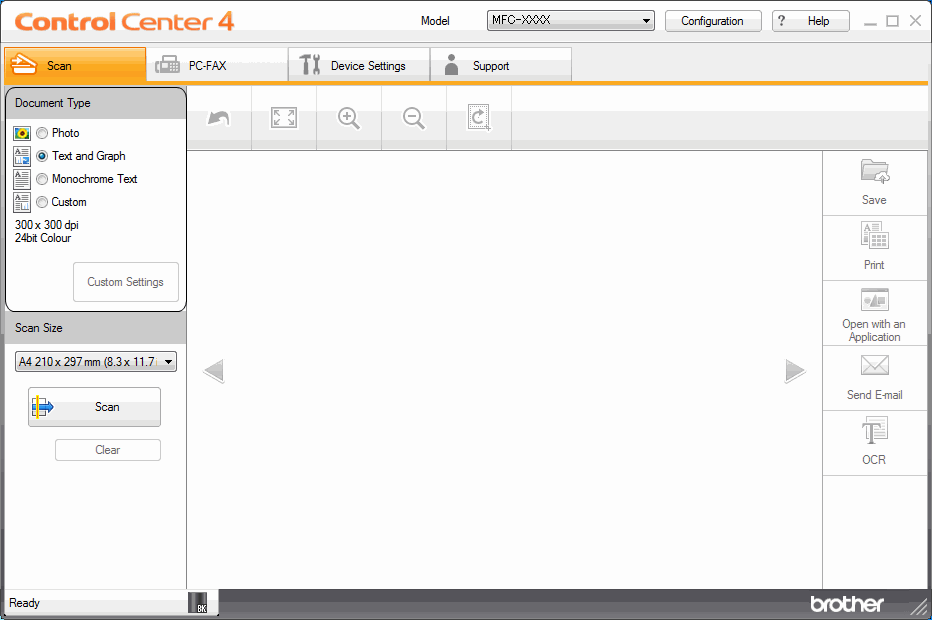 Control Center 4
Model
MFC-XXXX
Configuration
? Help
Scan
PC-FAX
Device Settings
Support
Document Type
Photo
Text and Graph
Monochrome Text
Custom
300 x 300 dpi
24bit Colour
Custom Settings
Scan Size
A4 210 x 297 mm (8.3 x 11.7
Scan
Clear
Save
Print
Open with an
Application
Send E-mail
OCR
Ready
BK
brother